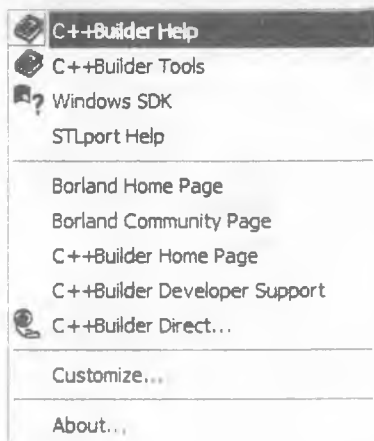 C++Builder Help
C++Builder Tools
Windows SDK
STLport Help
Borland Home Page
Borland Community Page
C++Builder Home Page
C++Builder Developer Support
C++Builder Direct...
Customize...
About...